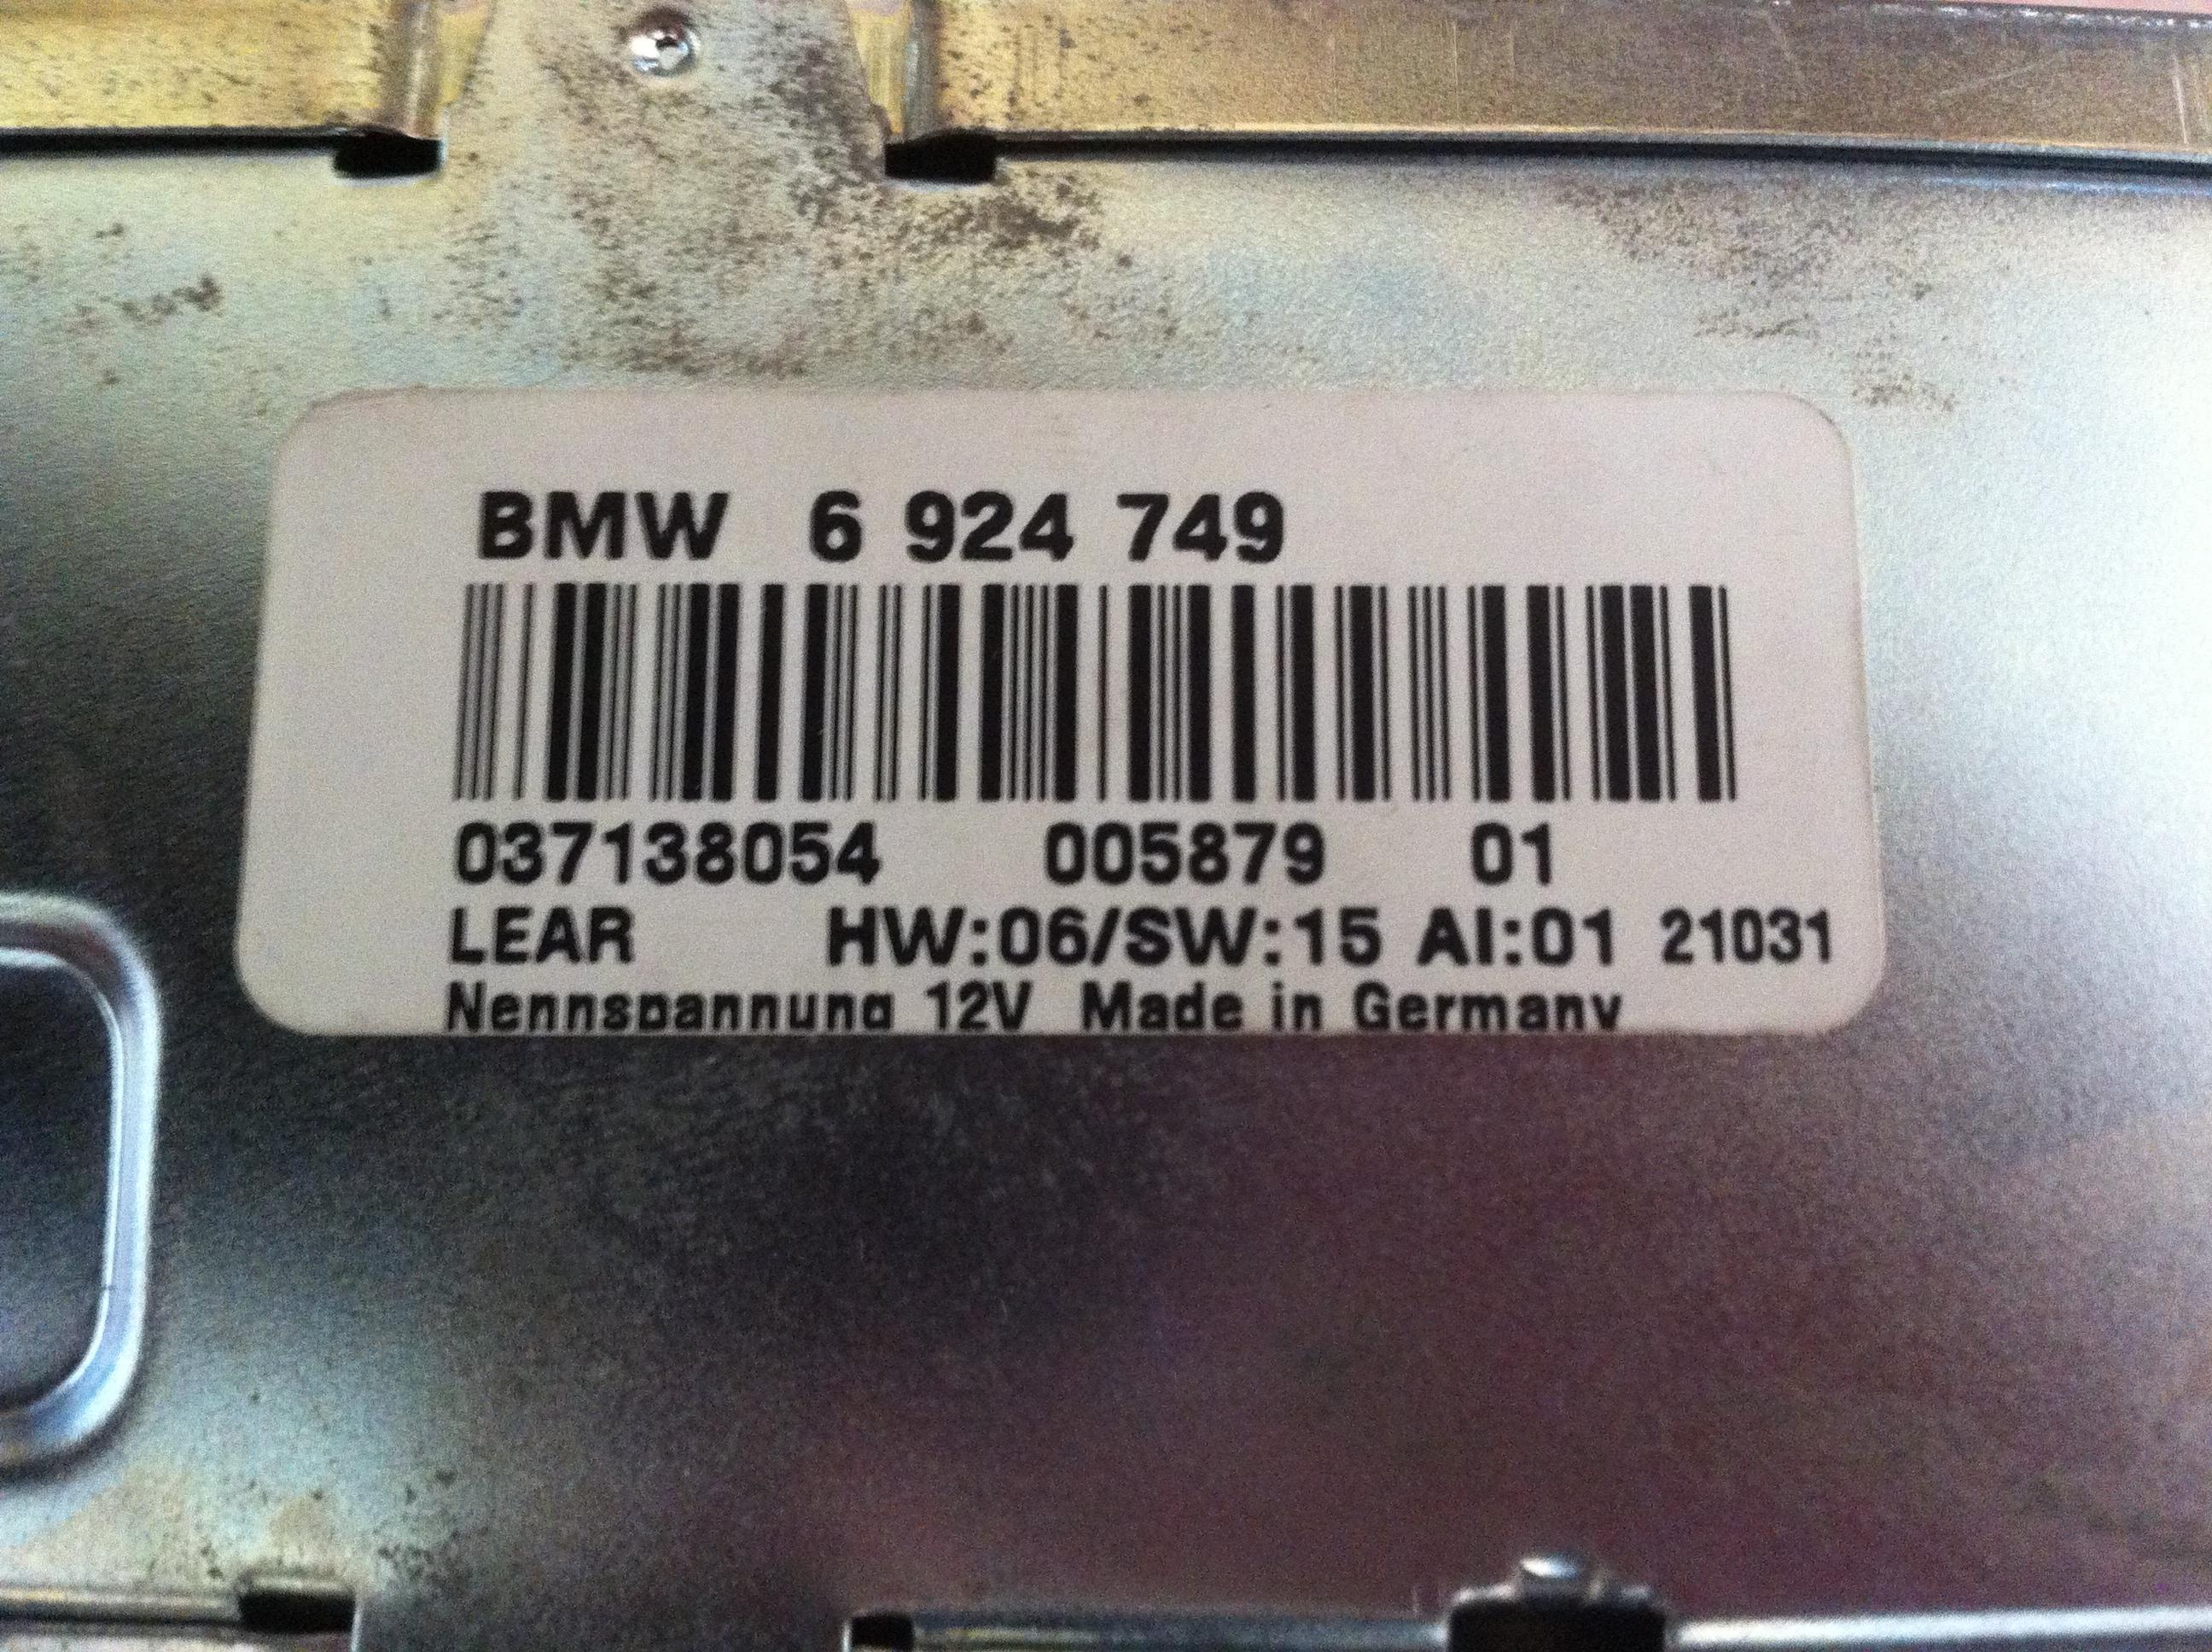 BMW 6 924 749
037138054 005879 01
LEAR HW:06/SW:15 AI:01 21031
Nennspannung 12V Made in Germany